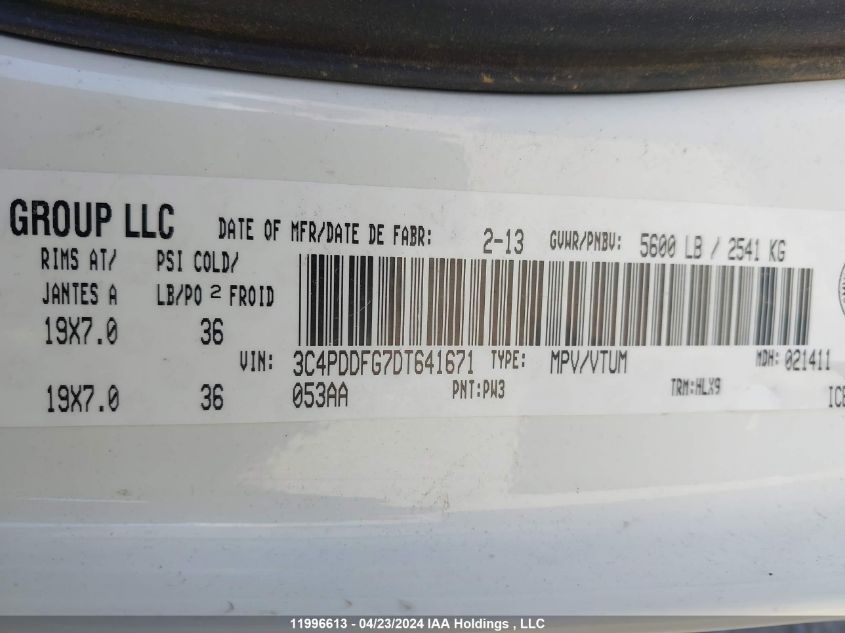 GROUP LLC DATE OF MFR/DATE DE FABR: 2-13 GVWR/PNBV: 5600 LB / 2541 KG
RIMS AT/ PSI COLD/
JANTES A LB/PO 2 FROID
19X7.0 36
VIN: 3C4PDDFG7DT641671 TYPE: MPV/VTUM MDH: 021411
19X7.0 36 053AA PNT:PW3 TRM:HLX9
11996613 - 04/23/2024 IAA Holdings , LLC